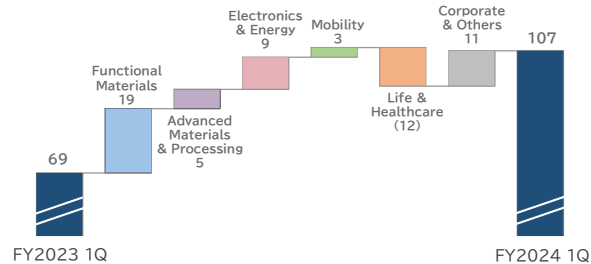 69
FY2023 1Q
Functional
Materials
19
Advanced
Materials
& Processing
5
Electronics
& Energy
9
Mobility
3
Life &
Healthcare
(12)
Corporate
& Others
11
107
FY2024 1Q